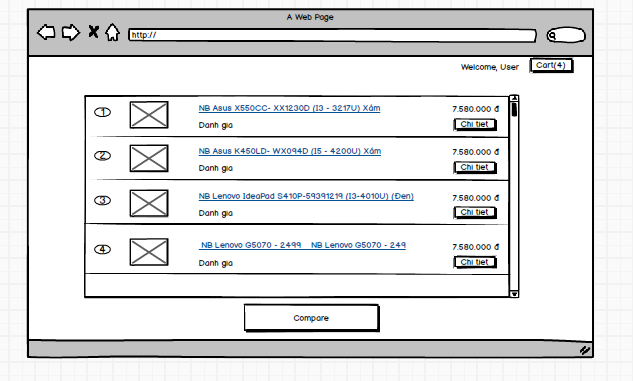 A Web Page
http://
Welcome, User
Cart(4)
1
NB Asus X550CC- XX1230D (I3 - 3217U) Xám
7.580.000 đ
Danh gia
Chi tiet
2
NB Asus K450LD- WX094D (I5 - 4200U) Xám
7.580.000 đ
Danh gia
Chi tiet
3
NB Lenovo IdeaPad S410P-59391219 (I3-4010U) (Đen)
7.580.000 đ
Danh gia
Chi tiet
4
NB Lenovo G5070 - 2499 NB Lenovo G5070 - 249
7.580.000 đ
Danh gia
Chi tiet
Compare